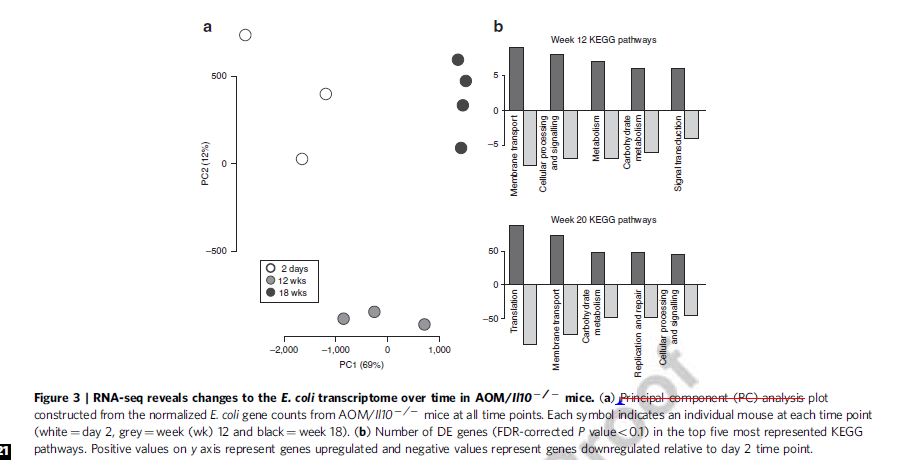 a
b
Week 12 KEGG pathways
5
0
−5
Membrane transport
Cellular processing
and signalling
Metabolism
Carbohydrate
metabolism
Signal transduction
500
0
−500
PC2 (12%)
2 days
12 wks
18 wks
−2,000
−1,000
0
1,000
PC1 (69%)
Week 20 KEGG pathways
50
0
−50
Translation
Membrane transport
Carbohydrate
metabolism
Replication and repair
Cellular processing
and signalling
Figure 3 | RNA-seq reveals changes to the E. coli transcriptome over time in AOM/Il10−/− mice. (a) Principal component (PC) analysis plot
constructed from the normalized E. coli gene counts from AOM/Il10−/− mice at all time points. Each symbol indicates an individual mouse at each time point
(white = day 2, grey = week (wk) 12 and black = week 18). (b) Number of DE genes (FDR-corrected P value<0.1) in the top five most represented KEGG
pathways. Positive values on y axis represent genes upregulated and negative values represent genes downregulated relative to day 2 time point.
21
Proof